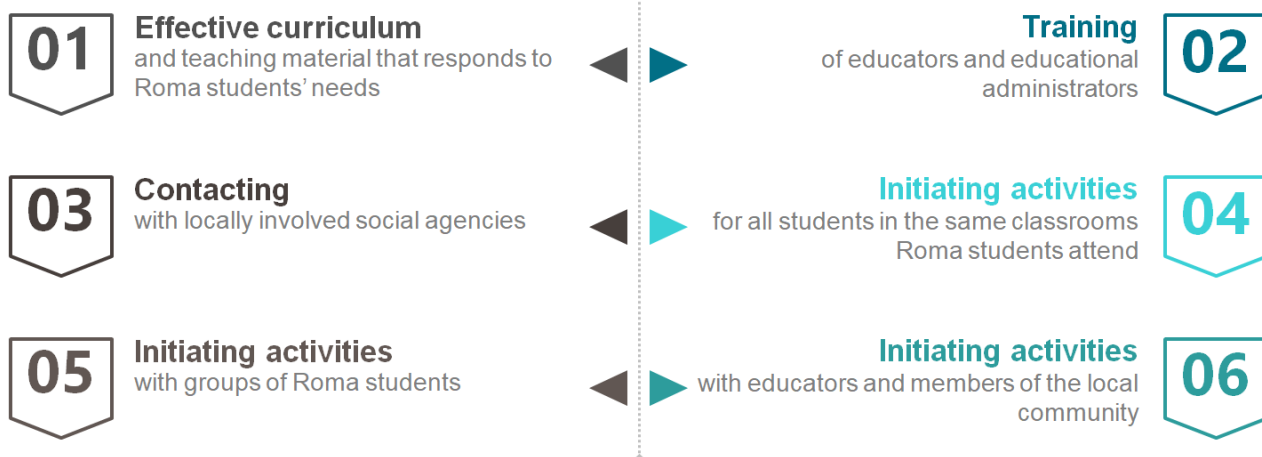 01
Effective curriculum
and teaching material that responds to
Roma students' needs
02
Training
of educators and educational
administrators
03
Contacting
with locally involved social agencies
04
Initiating activities
for all students in the same classrooms
Roma students attend
05
Initiating activities
with groups of Roma students
06
Initiating activities
with educators and members of the local
community